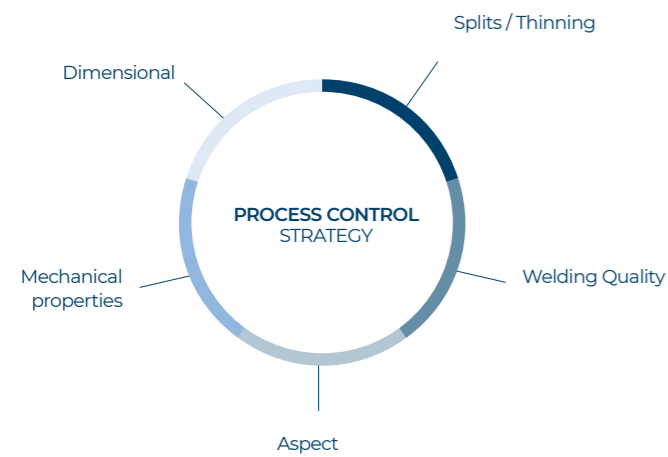 Splits / Thinning
Dimensional
PROCESS CONTROL
STRATEGY
Mechanical
properties
Welding Quality
Aspect